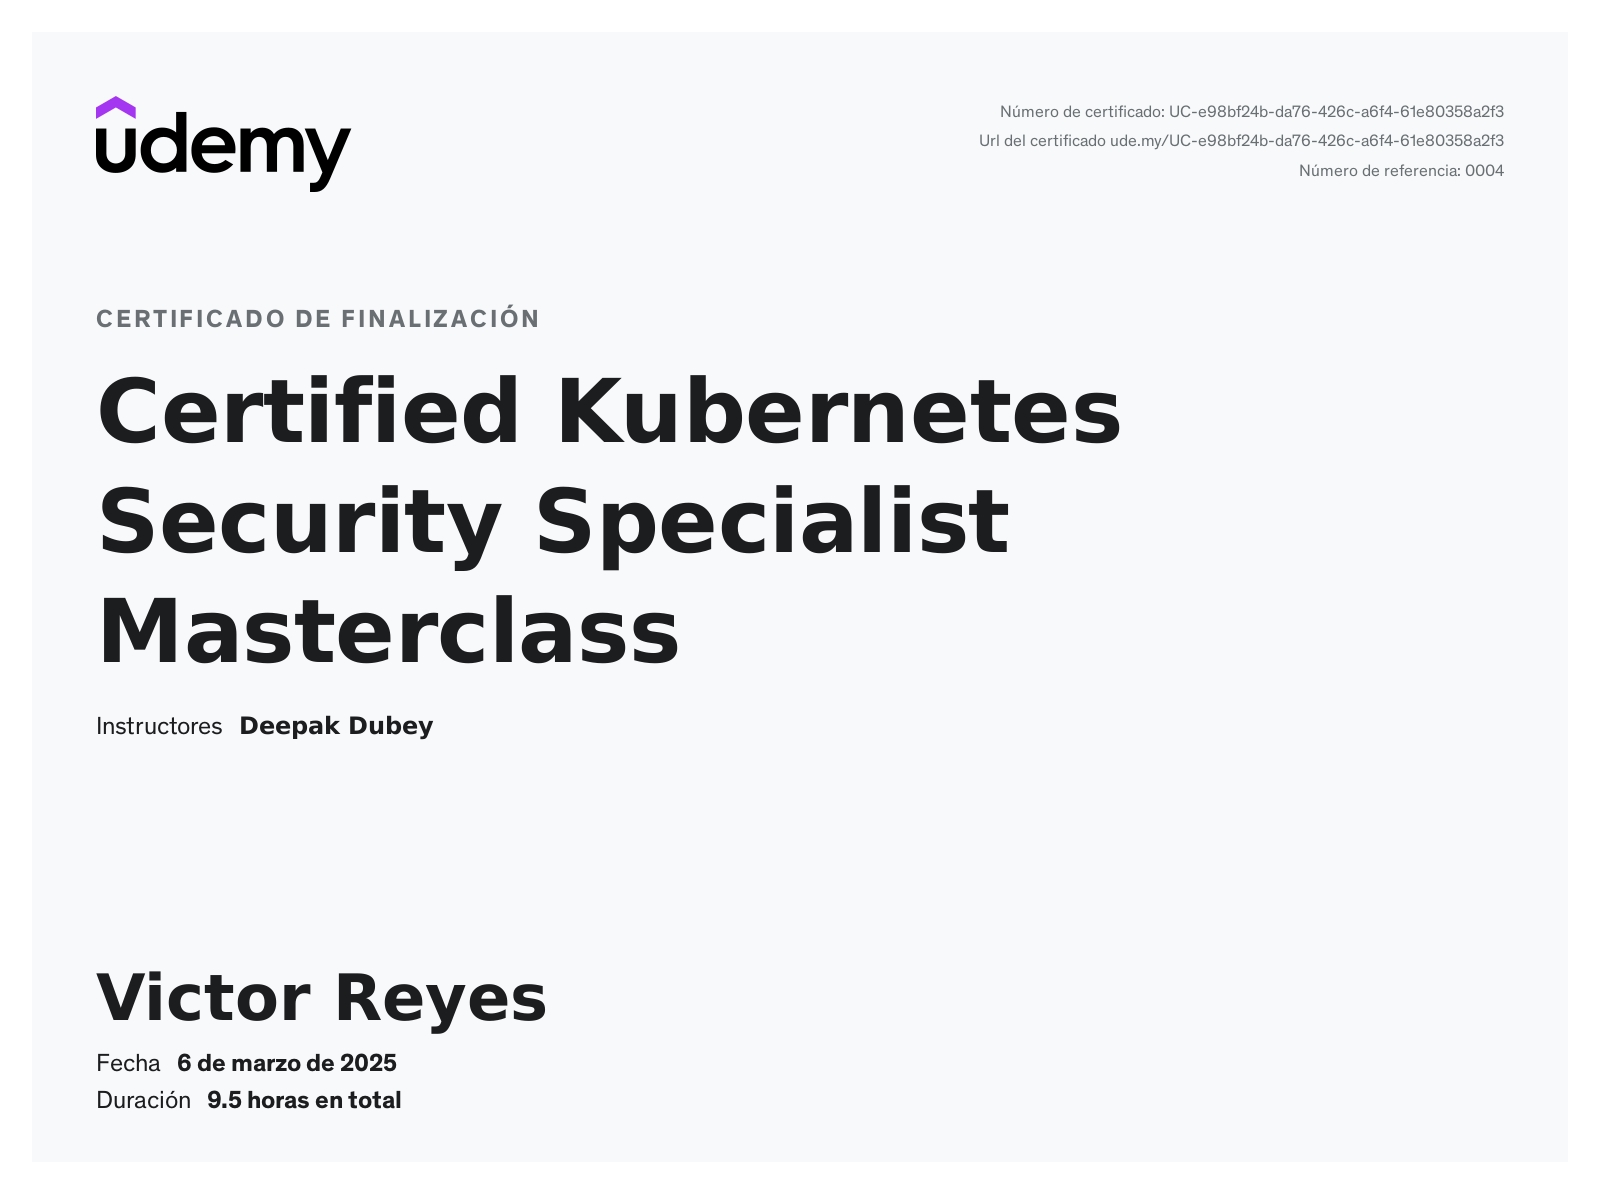 udemy
Número de certificado: UC-e98bf24b-da76-426c-a6f4-61e80358a2f3
Url del certificado ude.my/UC-e98bf24b-da76-426c-a6f4-61e80358a2f3
Número de referencia: 0004
CERTIFICADO DE FINALIZACIÓN
Certified Kubernetes
Security Specialist
Masterclass
Instructores Deepak Dubey
Victor Reyes
Fecha 6 de marzo de 2025
Duración 9.5 horas en total